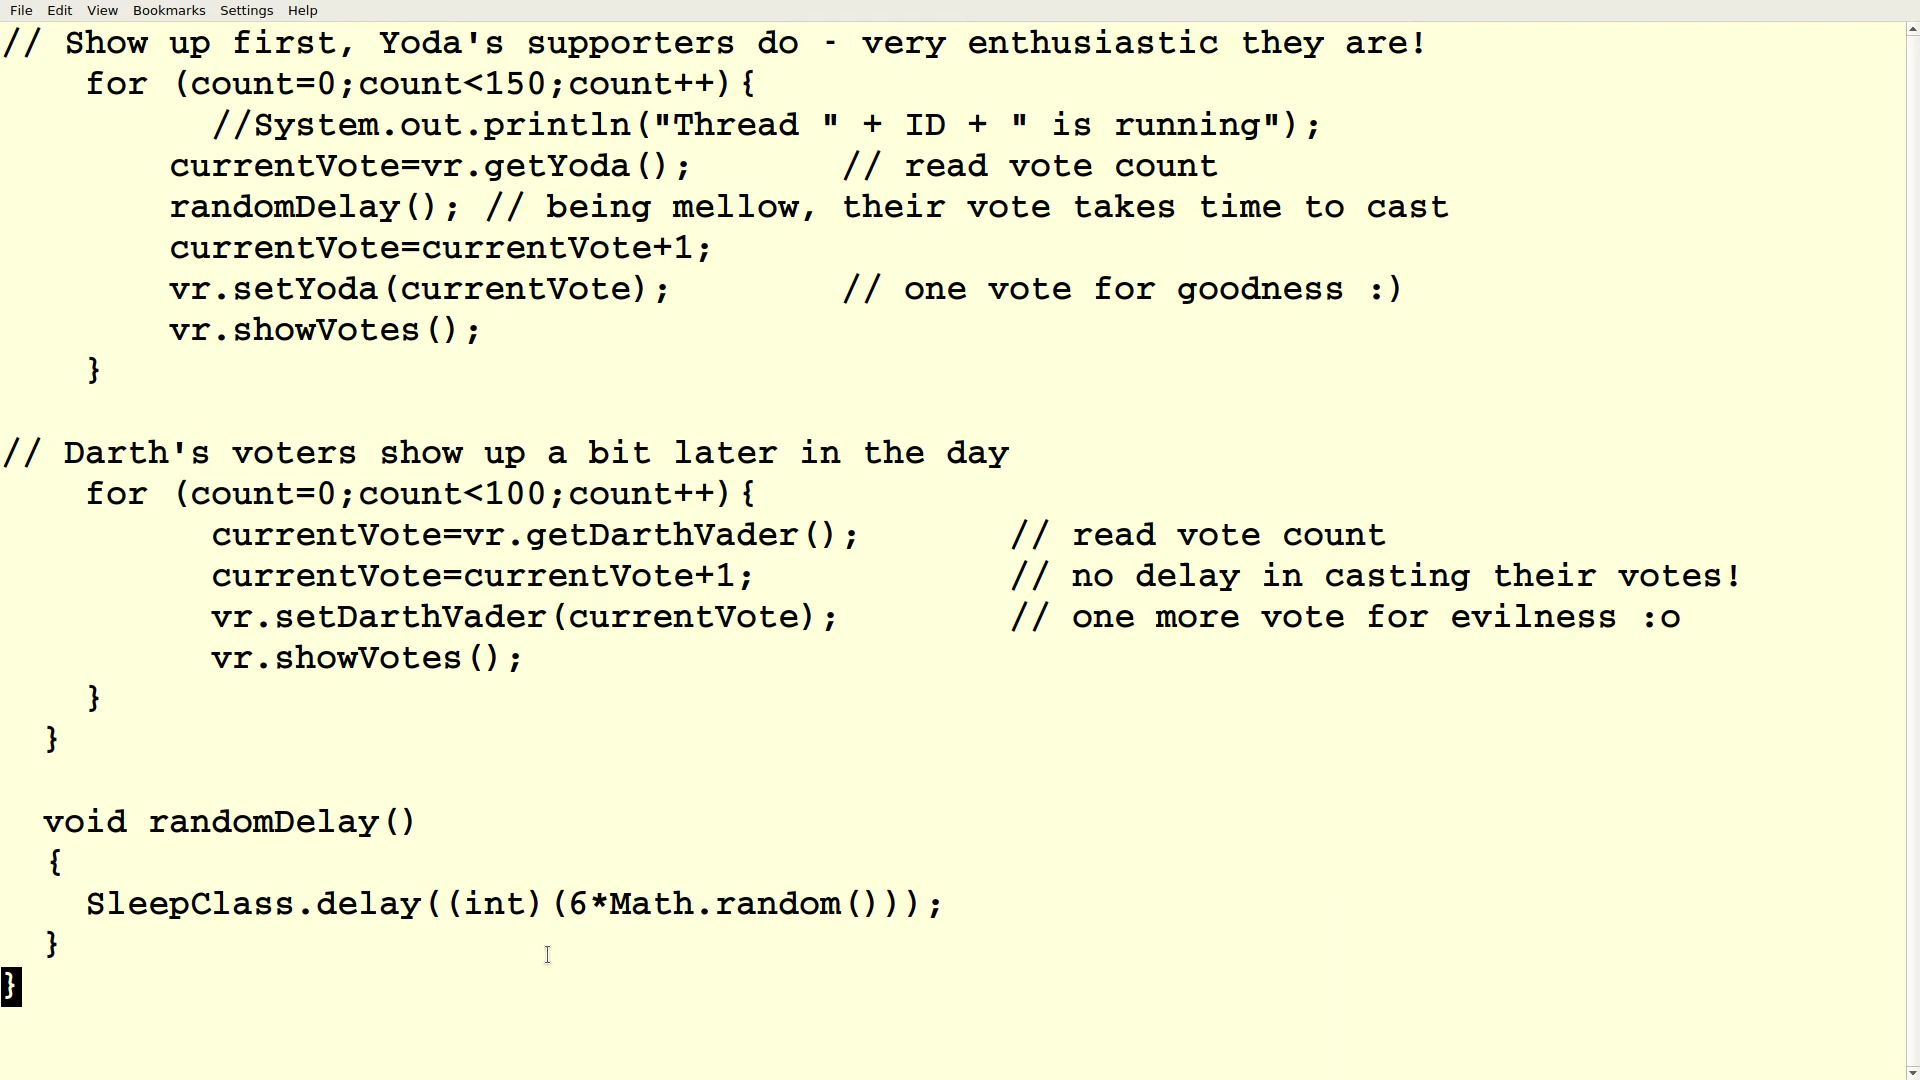 File Edit View Bookmarks Settings Help
// Show up first, Yoda's supporters do - very enthusiastic they are!
    for (count=0;count<150;count++){
          //System.out.println("Thread " + ID + " is running");
        currentVote=vr.getYoda();       // read vote count
        randomDelay(); // being mellow, their vote takes time to cast
        currentVote=currentVote+1;
        vr.setYoda(currentVote);        // one vote for goodness :)
        vr.showVotes();
    }

// Darth's voters show up a bit later in the day
    for (count=0;count<100;count++){
          currentVote=vr.getDarthVader();       // read vote count
          currentVote=currentVote+1;            // no delay in casting their votes!
          vr.setDarthVader(currentVote);        // one more vote for evilness :o
          vr.showVotes();
    }
  }

  void randomDelay()
  {
    SleepClass.delay((int)(6*Math.random()));
  }
}